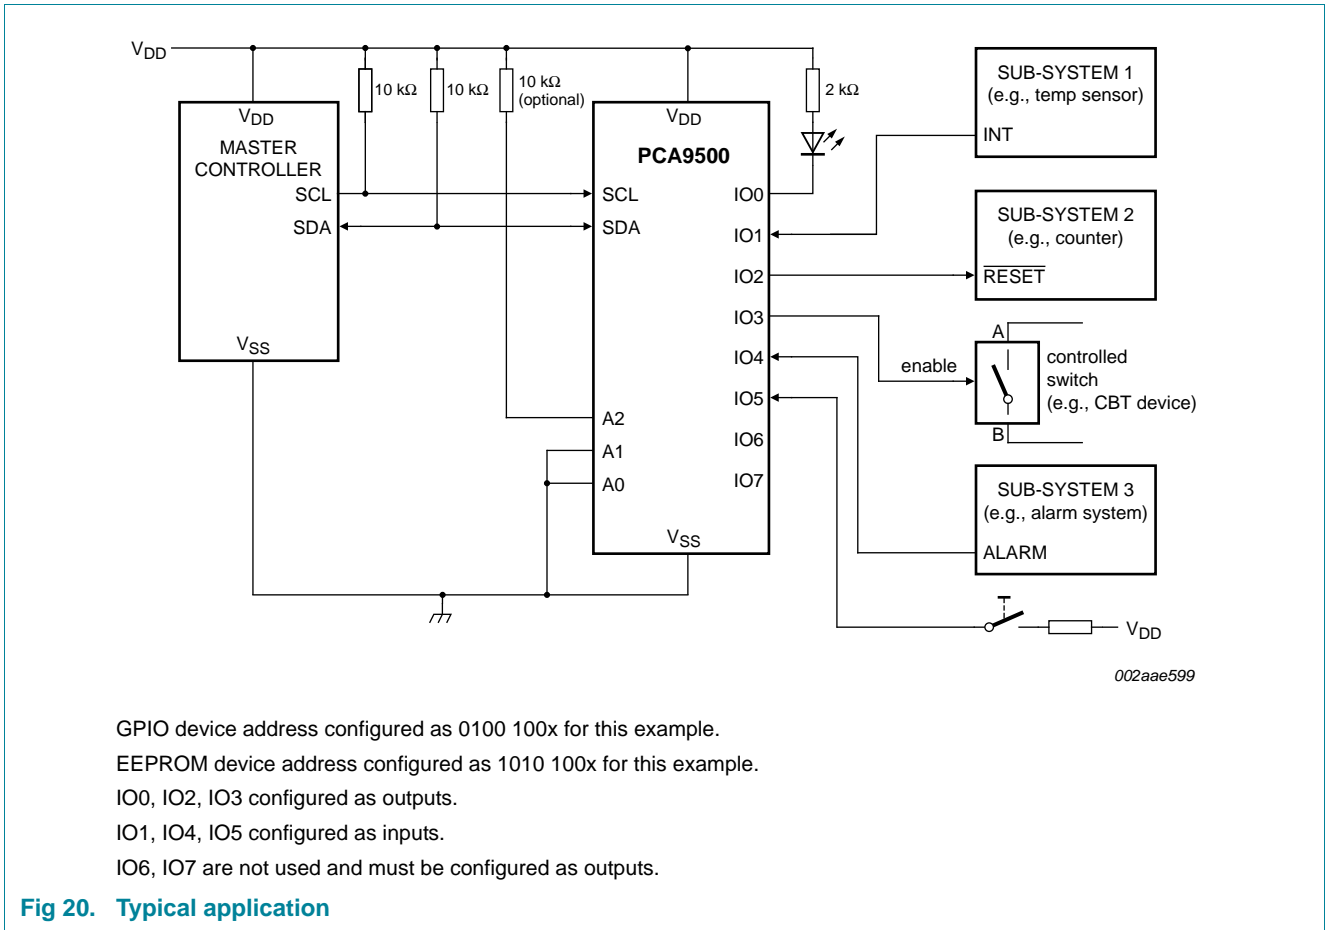 VDD
10 kΩ
10 kΩ
10 kΩ
(optional)
2 kΩ
VDD
MASTER
CONTROLLER
SCL
SDA
VSS
VDD
PCA9500
SCL
SDA
A2
A1
A0
IO0
IO1
IO2
IO3
IO4
IO5
IO6
IO7
VSS
SUB-SYSTEM 1
(e.g., temp sensor)
INT
SUB-SYSTEM 2
(e.g., counter)
RESET
A
enable
controlled
switch
(e.g., CBT device)
B
SUB-SYSTEM 3
(e.g., alarm system)
ALARM
VDD
002aae599
GPIO device address configured as 0100 100x for this example.
EEPROM device address configured as 1010 100x for this example.
IO0, IO2, IO3 configured as outputs.
IO1, IO4, IO5 configured as inputs.
IO6, IO7 are not used and must be configured as outputs.
Fig 20. Typical application